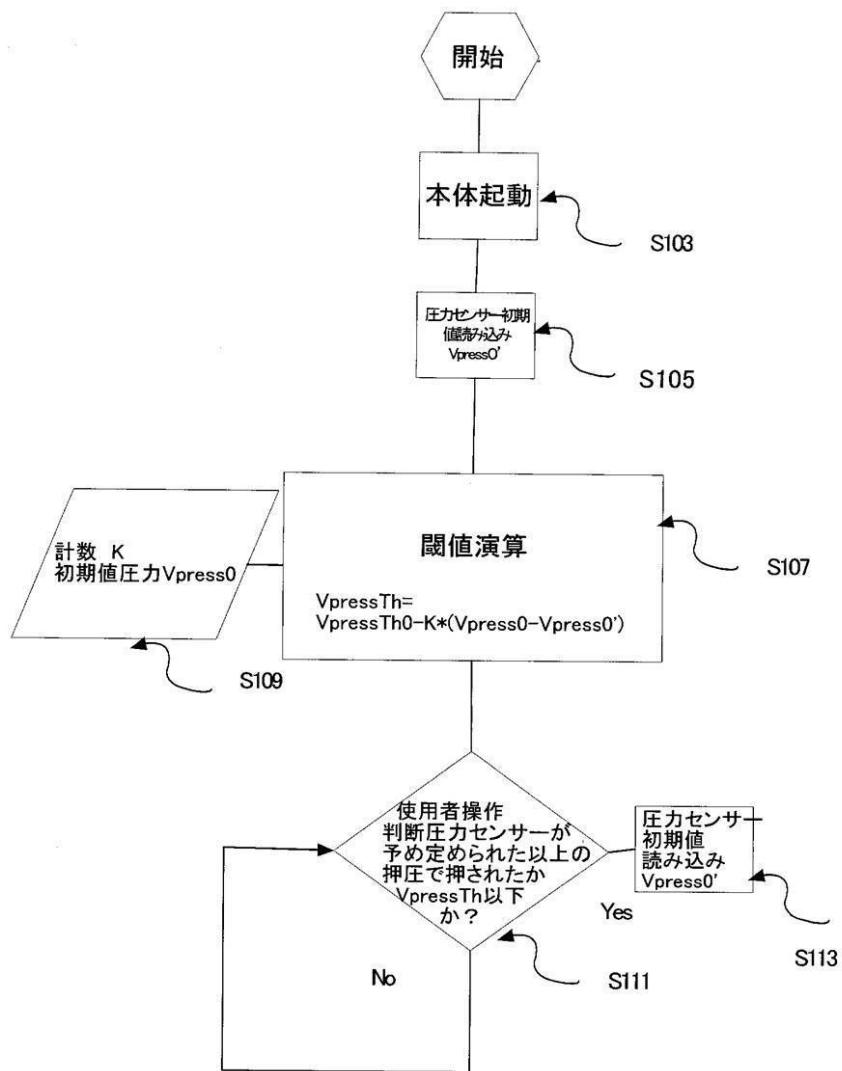 開始
本体起動
S103
圧力センサー初期
値読み込み
Vpress0'
S105
閾値演算
VpressTh=
VpressTh0-K*(Vpress0-Vpress0')
S107
計数 K
初期値圧力Vpress0
S109
使用者操作
判断圧力センサーが
予め定められた以上の
押圧で押されたか
VpressTh以下
か?
S111
Yes
No
圧力センサー
初期値
読み込み
Vpress0'
S113